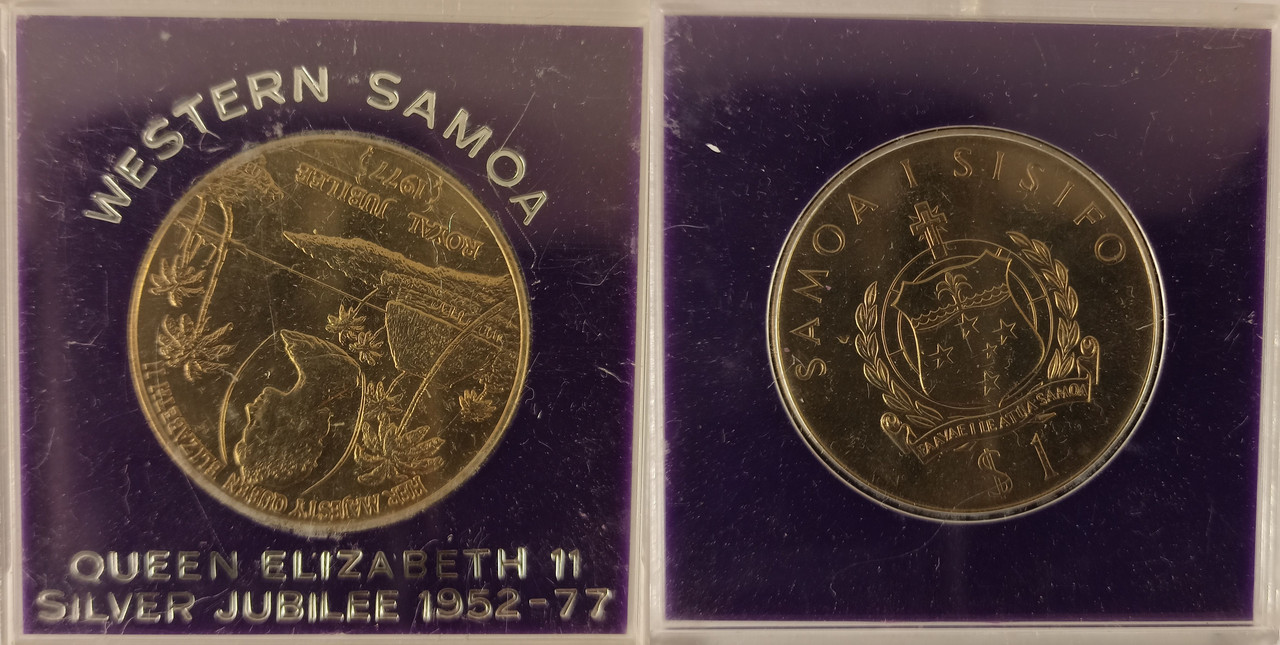 WESTERN SAMOA
HER MAJESTY QUEEN ELIZABETH II
ROYAL JUBILEE
1977
QUEEN ELIZABETH 11
SILVER JUBILEE 1952-77
SAMOA I SISIFO
FAAVAE I LE ATUA SAMOA
$1